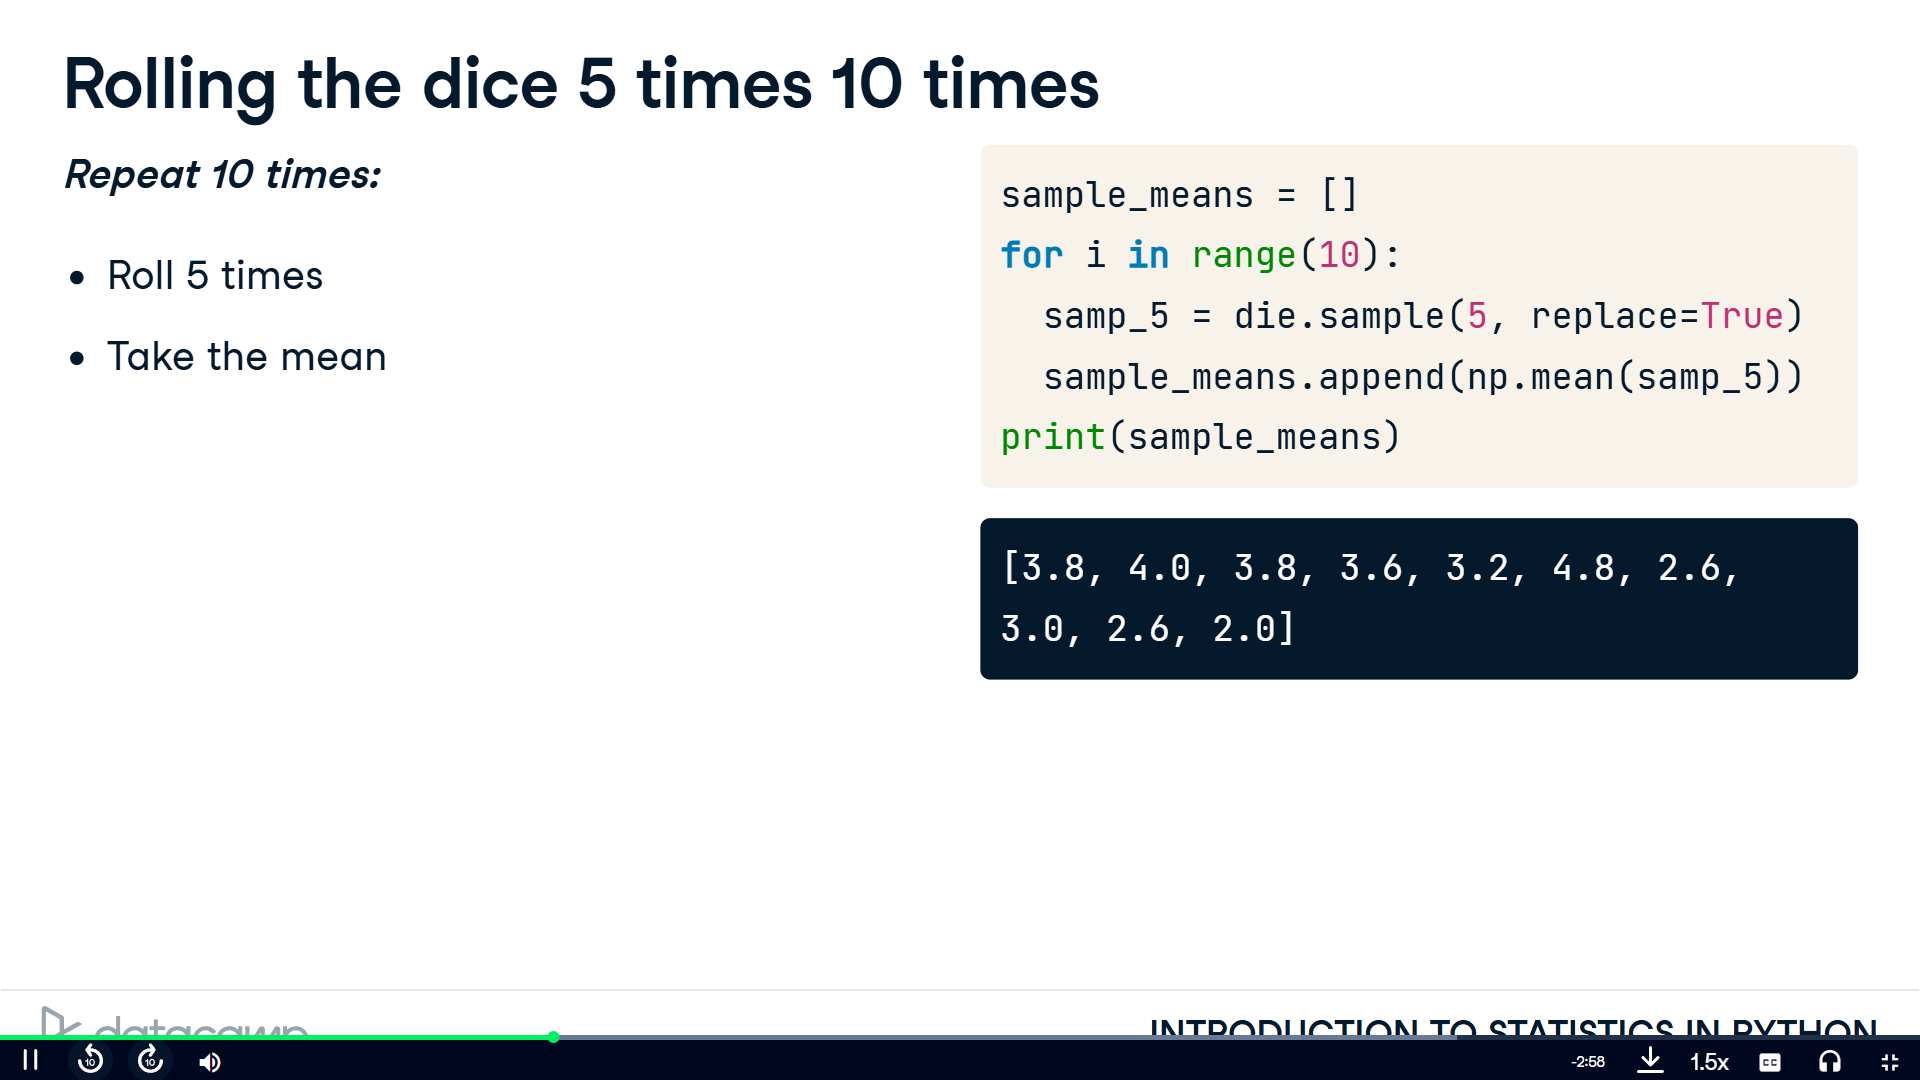 Rolling the dice 5 times 10 times
Repeat 10 times:
• Roll 5 times
• Take the mean
sample_means = []
for i in range(10):
  samp_5 = die.sample(5, replace=True)
  sample_means.append(np.mean(samp_5))
print(sample_means)
[3.8, 4.0, 3.8, 3.6, 3.2, 4.8, 2.6,
3.0, 2.6, 2.0]
datacamp
INTRODUCTION TO STATISTICS IN PYTHON
10
10
-2:58
1.5x
CC